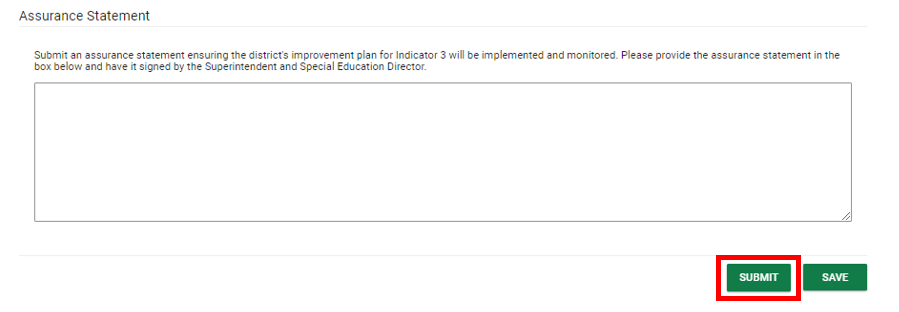 Assurance Statement
Submit an assurance statement ensuring the district's improvement plan for Indicator 3 will be implemented and monitored. Please provide the assurance statement in the
box below and have it signed by the Superintendent and Special Education Director.
SUBMIT SAVE